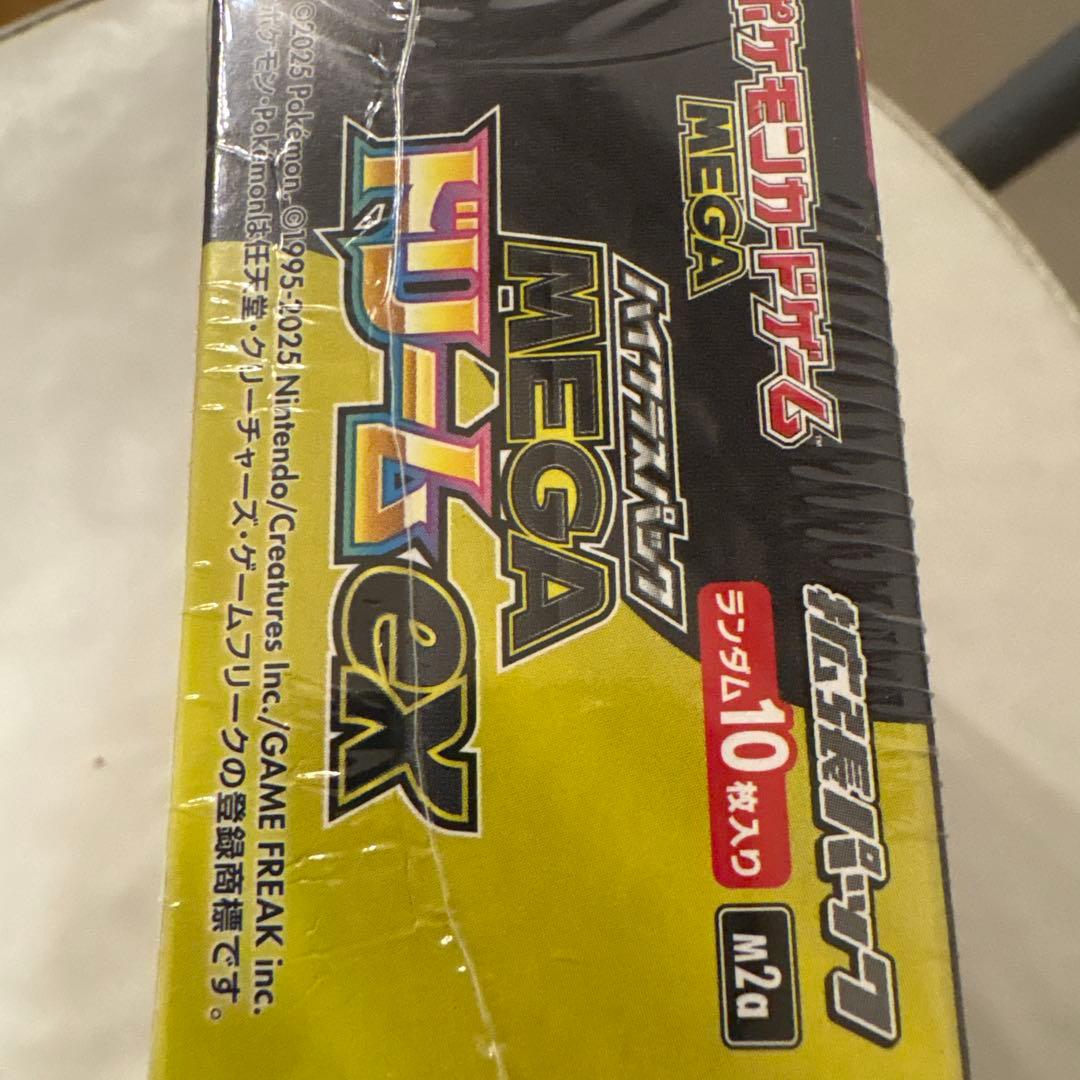 ポケモンカードゲーム™
MEGA
拡張パック
ハイクラスパック
MEGA
ドリームex
ランダム10枚入り
M2a
©2025 Pokémon. ©1995-2025 Nintendo/Creatures Inc./GAME FREAK inc.
ポケモン・Pokémonは任天堂・クリーチャーズ・ゲームフリークの登録商標です。